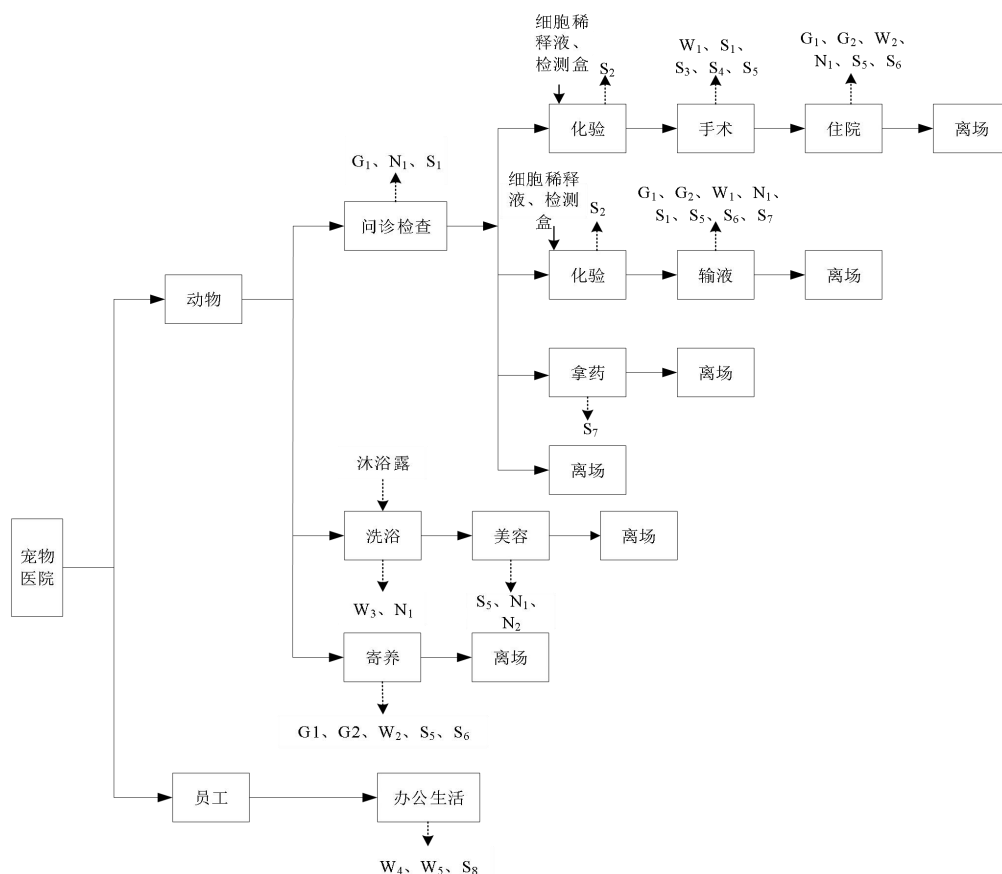 细胞稀
释液、
检测盒
S₂
W₁、S₁、
S₃、S₄、S₅
G₁、G₂、W₂、
N₁、S₅、S₆
化验
手术
住院
离场
G₁、N₁、S₁
问诊检查
细胞稀释
液、检测
盒
S₂
G₁、G₂、W₁、N₁、
S₁、S₅、S₆、S₇
化验
输液
离场
动物
拿药
离场
S₇
离场
沐浴露
洗浴
美容
离场
W₃、N₁
S₅、N₁、
N₂
宠物
医院
寄养
离场
G1、G2、W₂、S₅、S₆
员工
办公生活
W₄、W₅、S₈